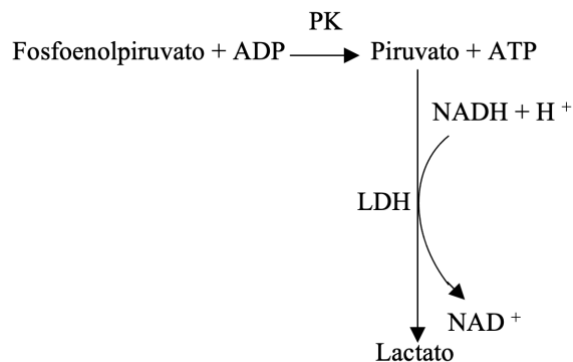 PK
Fosfoenolpiruvato + ADP
Piruvato + ATP
NADH + H +
LDH
NAD +
Lactato